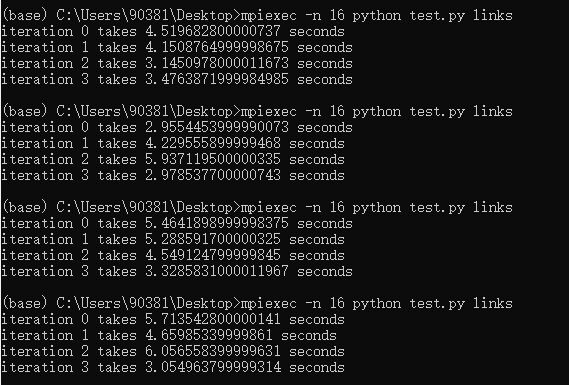 (base) C:\Users\90381\Desktop>mpiexec -n 16 python test.py links
iteration 0 takes 4.519682800000737 seconds
iteration 1 takes 4.1508764999998675 seconds
iteration 2 takes 3.1450978000011673 seconds
iteration 3 takes 3.4763871999984985 seconds
(base) C:\Users\90381\Desktop>mpiexec -n 16 python test.py links
iteration 0 takes 2.9554453999990073 seconds
iteration 1 takes 4.229555899999468 seconds
iteration 2 takes 5.937119500000335 seconds
iteration 3 takes 2.978537700000743 seconds
(base) C:\Users\90381\Desktop>mpiexec -n 16 python test.py links
iteration 0 takes 5.4641898999998375 seconds
iteration 1 takes 5.288591700000325 seconds
iteration 2 takes 4.549124799999845 seconds
iteration 3 takes 3.3285831000011967 seconds
(base) C:\Users\90381\Desktop>mpiexec -n 16 python test.py links
iteration 0 takes 5.713542800000141 seconds
iteration 1 takes 4.65985339999861 seconds
iteration 2 takes 6.056558399999631 seconds
iteration 3 takes 3.054963799999314 seconds